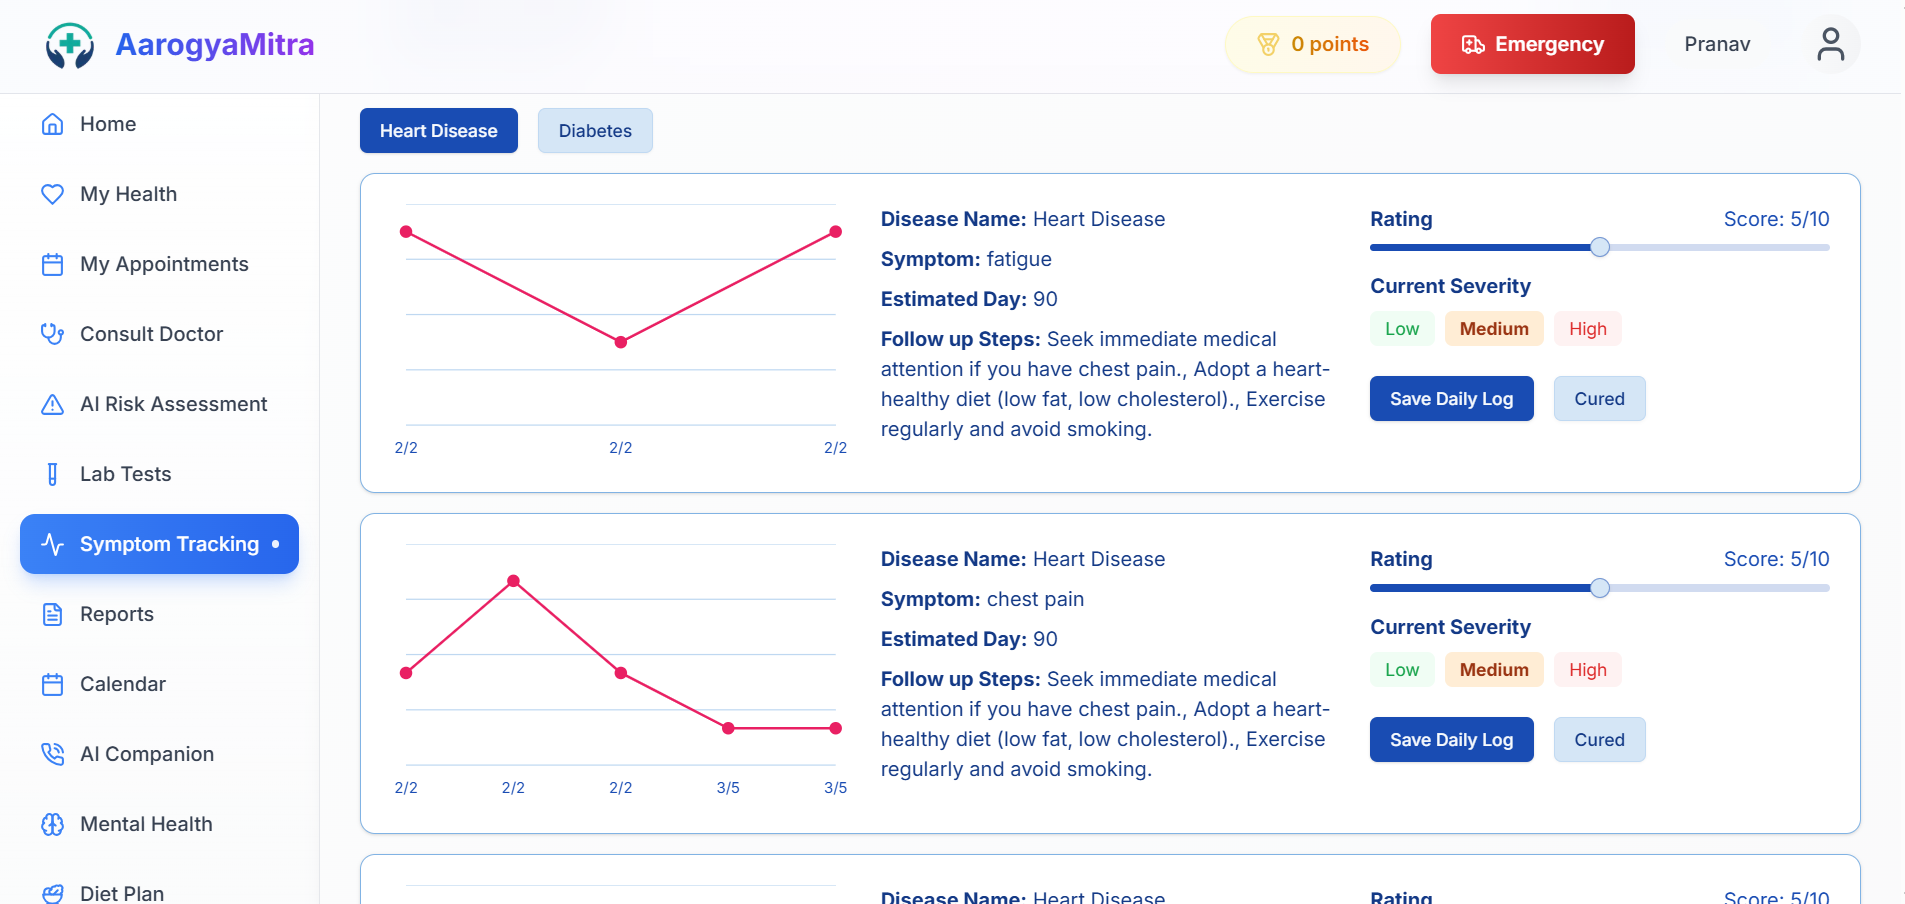 AarogyaMitra
0 points
Emergency
Pranav
Home
My Health
My Appointments
Consult Doctor
AI Risk Assessment
Lab Tests
Symptom Tracking
Reports
Calendar
AI Companion
Mental Health
Diet Plan
Heart Disease
Diabetes
2/2 2/2 2/2
Disease Name: Heart Disease
Symptom: fatigue
Estimated Day: 90
Follow up Steps: Seek immediate medical
attention if you have chest pain., Adopt a heart-
healthy diet (low fat, low cholesterol)., Exercise
regularly and avoid smoking.
Rating Score: 5/10
Current Severity
Low Medium High
Save Daily Log Cured
2/2 2/2 2/2 3/5 3/5
Disease Name: Heart Disease
Symptom: chest pain
Estimated Day: 90
Follow up Steps: Seek immediate medical
attention if you have chest pain., Adopt a heart-
healthy diet (low fat, low cholesterol)., Exercise
regularly and avoid smoking.
Rating Score: 5/10
Current Severity
Low Medium High
Save Daily Log Cured
Disease Name: Heart Disease
Rating Score: 5/10